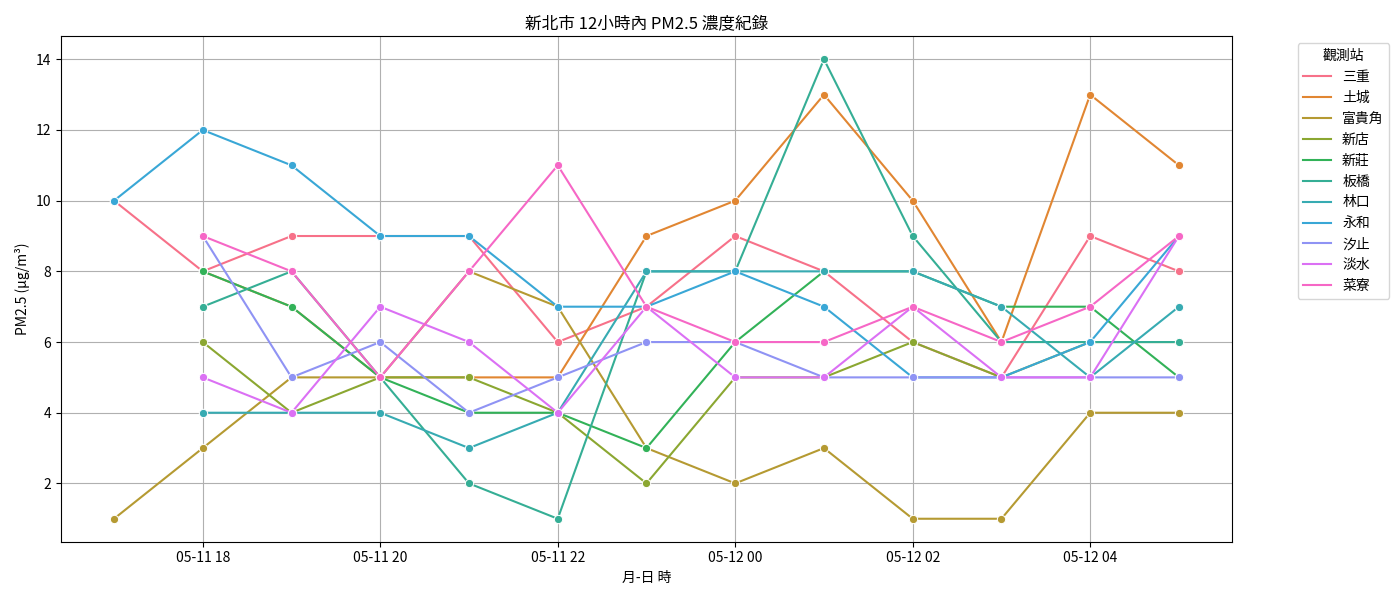 新北市 12小時內 PM2.5 濃度紀錄
14
12
10
8
6
4
2
PM2.5 (μg/m³)
05-11 18
05-11 20
05-11 22
05-12 00
05-12 02
05-12 04
月-日 時
觀測站
三重
土城
富貴角
新店
新莊
板橋
林口
永和
汐止
淡水
菜寮